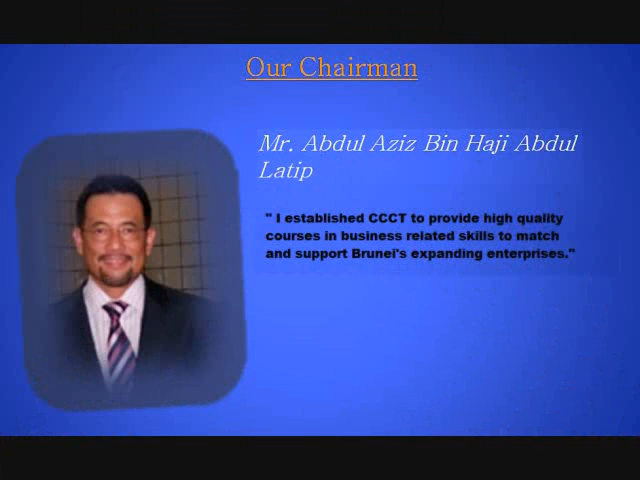 Our Chairman
Mr. Abdul Aziz Bin Haji Abdul
Latip
" I established CCCT to provide high quality
courses in business related skills to match
and support Brunei's expanding enterprises."